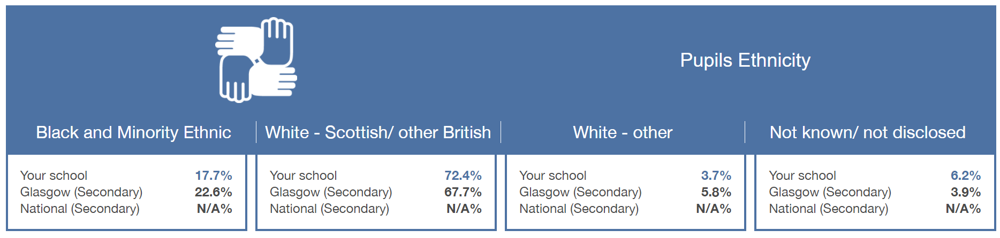 Pupils Ethnicity
Black and Minority Ethnic
White - Scottish/ other British
White - other
Not known/ not disclosed
Your school 17.7%
Glasgow (Secondary) 22.6%
National (Secondary) N/A%
Your school 72.4%
Glasgow (Secondary) 67.7%
National (Secondary) N/A%
Your school 3.7%
Glasgow (Secondary) 5.8%
National (Secondary) N/A%
Your school 6.2%
Glasgow (Secondary) 3.9%
National (Secondary) N/A%